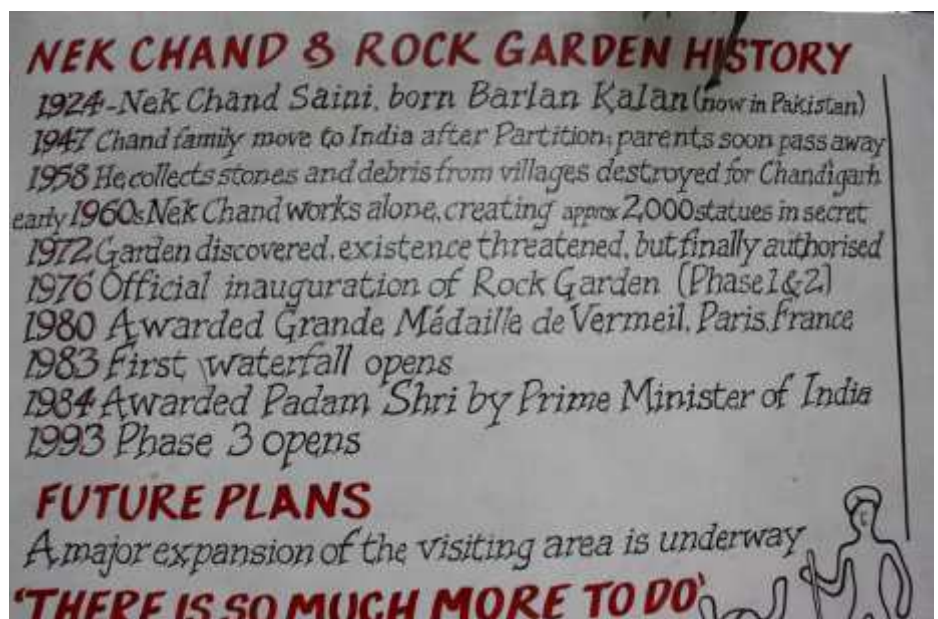 NEK CHAND & ROCK GARDEN HISTORY
1924-Nek Chand Saini, born Barlan Kalan (now in Pakistan)
1947 Chand family move to India after Partition; parents soon pass away
1958 He collects stones and debris from villages destroyed for Chandigarh
early 1960s Nek Chand works alone, creating approx 2,000 statues in secret
1972 Garden discovered, existence threatened, but finally authorised
1976 Official inauguration of Rock Garden (Phase 1 & 2)
1980 Awarded Grande Médaille de Vermeil, Paris, France
1983 First waterfall opens
1984 Awarded Padam Shri by Prime Minister of India
1993 Phase 3 opens
FUTURE PLANS
A major expansion of the visiting area is underway
'THERE IS SO MUCH MORE TO DO'